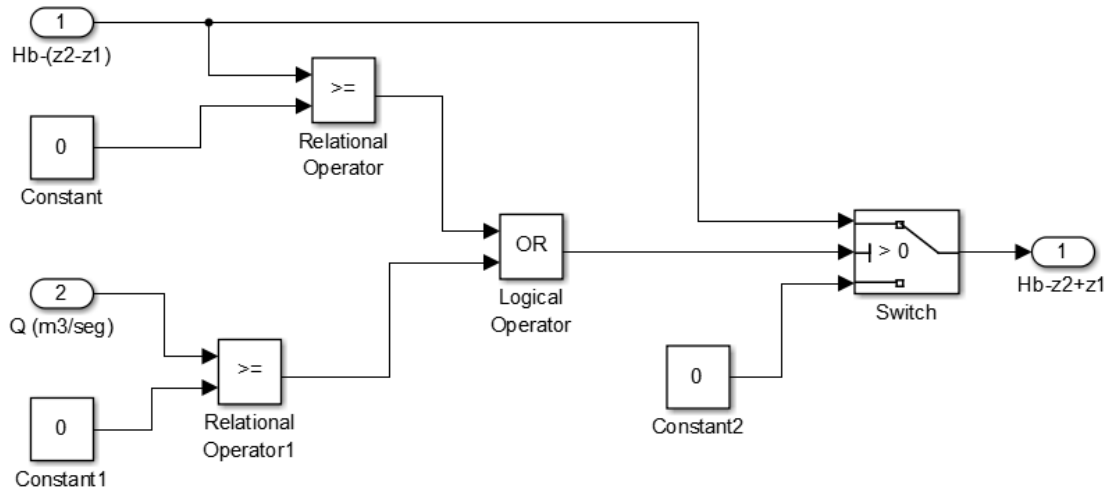 1
Hb-(z2-z1)
>=
Relational
Operator
0
Constant
OR
Logical
Operator
> 0
Switch
1
Hb-z2+z1
2
Q (m3/seg)
>=
Relational
Operator1
0
Constant1
0
Constant2